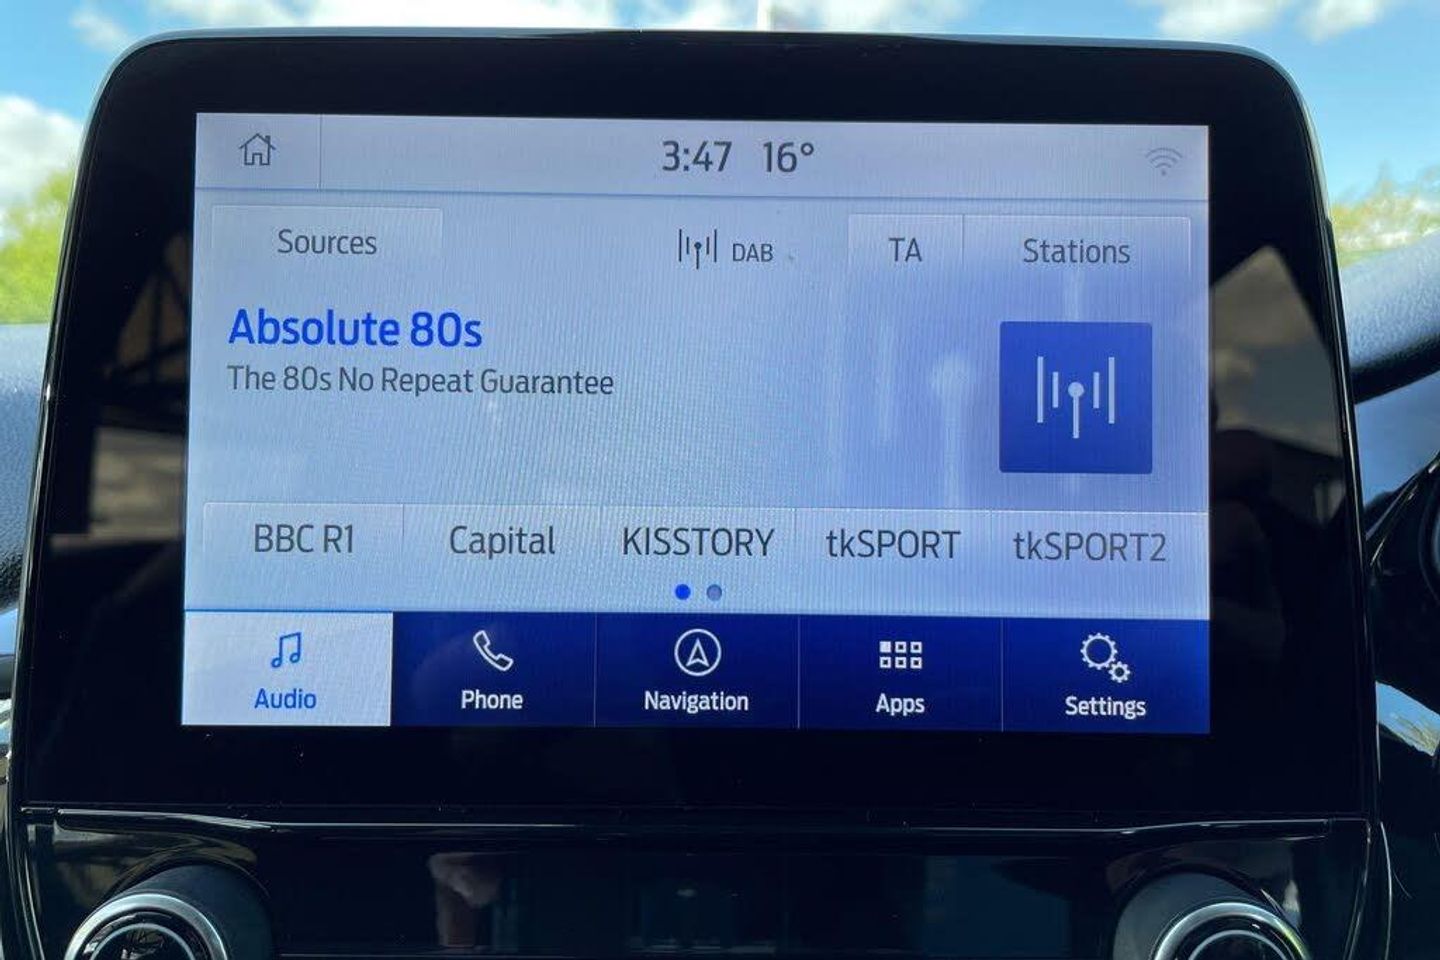 3:47 16°
Sources DAB TA Stations
Absolute 80s
The 80s No Repeat Guarantee
BBC R1 Capital KISSTORY tkSPORT tkSPORT2
Audio Phone Navigation Apps Settings